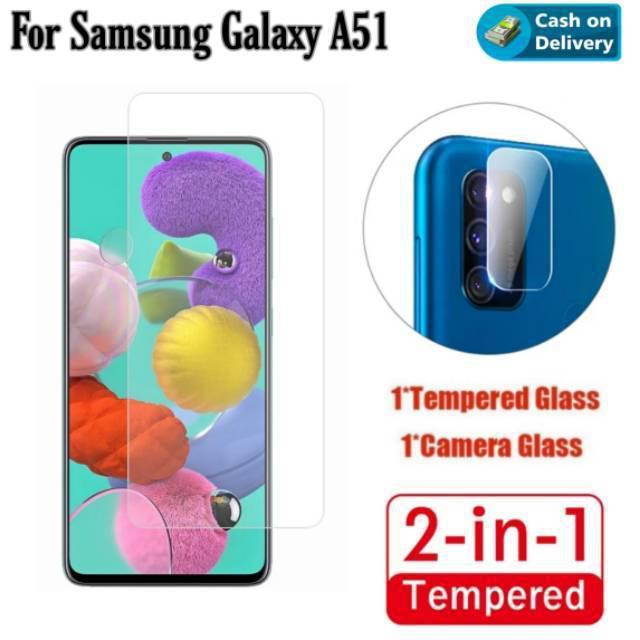 For Samsung Galaxy A51
Cash on
Delivery
1*Tempered Glass
1*Camera Glass
2-in-1
Tempered